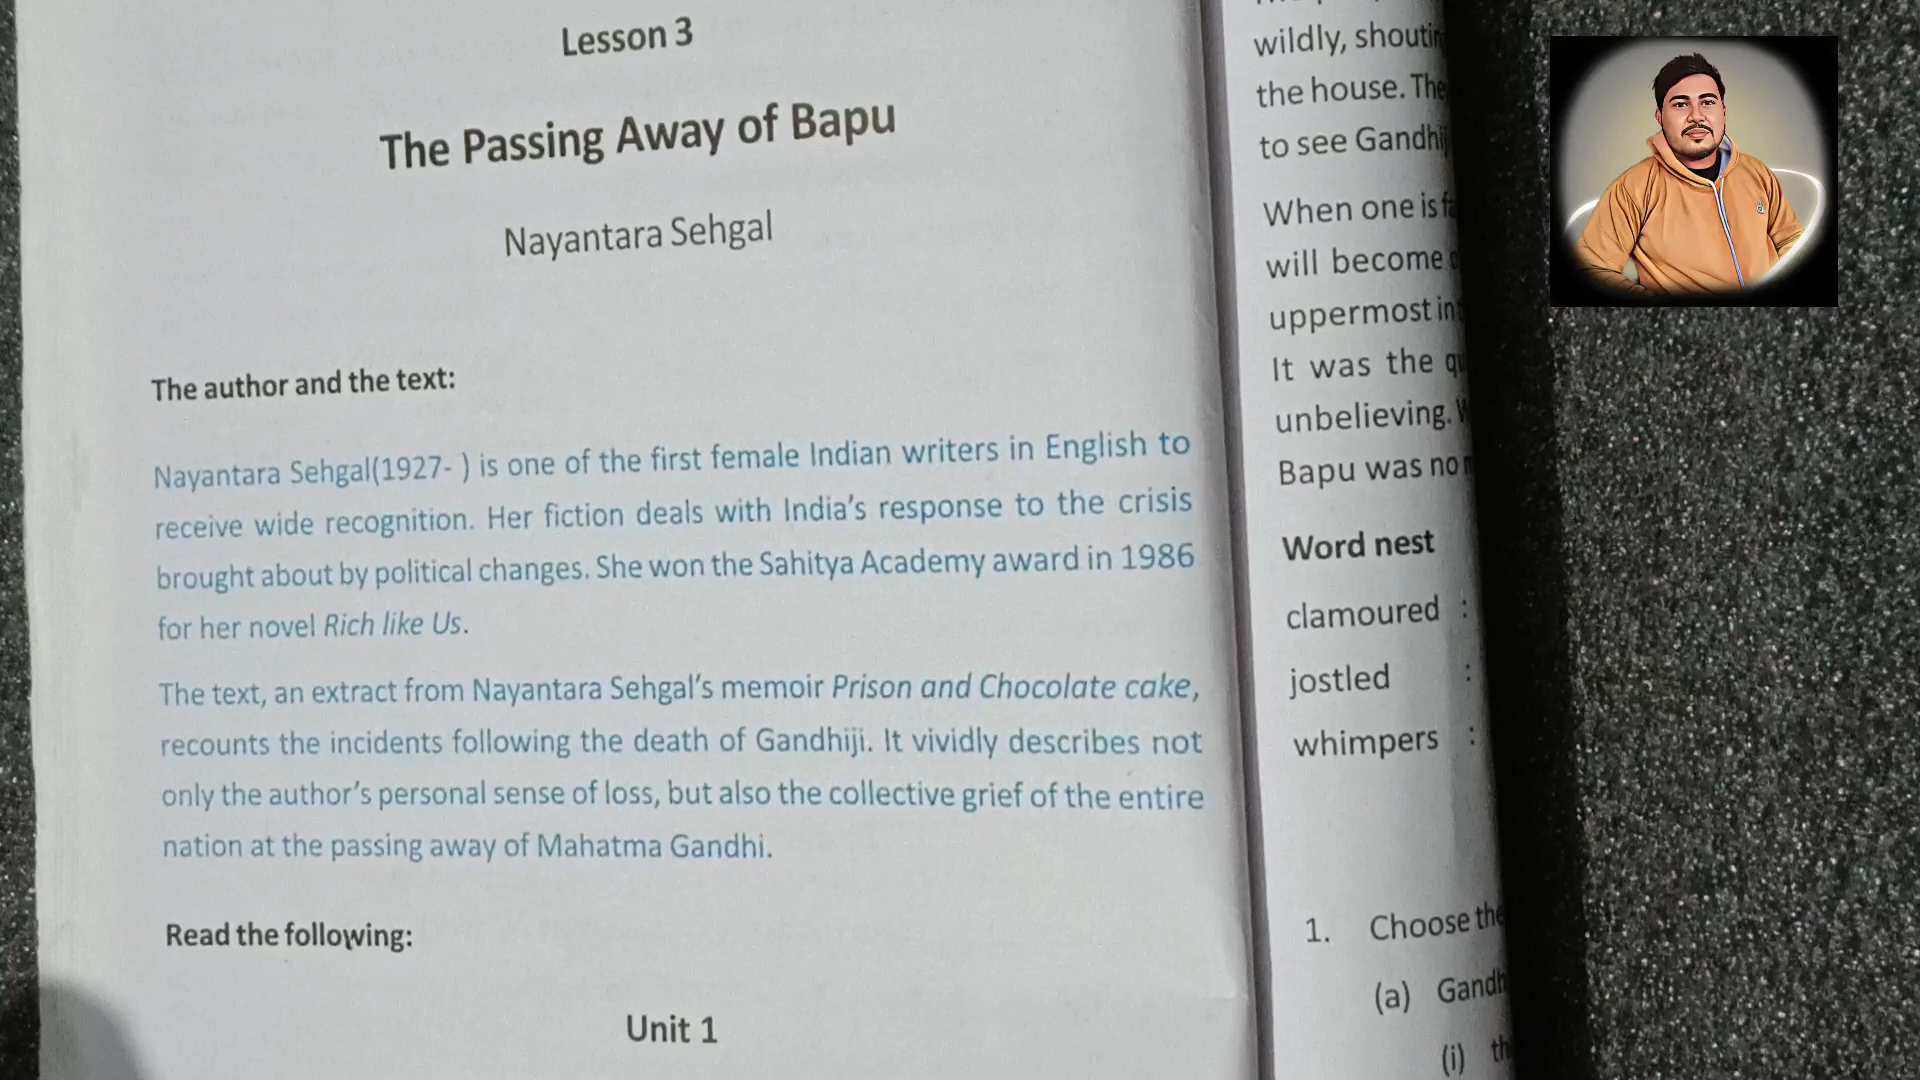 Lesson 3
The Passing Away of Bapu
Nayantara Sehgal
The author and the text:
Nayantara Sehgal(1927- ) is one of the first female Indian writers in English to
receive wide recognition. Her fiction deals with India's response to the crisis
brought about by political changes. She won the Sahitya Academy award in 1986
for her novel Rich like Us.
The text, an extract from Nayantara Sehgal's memoir Prison and Chocolate cake,
recounts the incidents following the death of Gandhiji. It vividly describes not
only the author's personal sense of loss, but also the collective grief of the entire
nation at the passing away of Mahatma Gandhi.
Read the following:
Unit 1
wildly,
the house.
to see
When one is
will become
uppermost
It was the
unbelieving.
Bapu was no
Word nest
clamoured :
jostled :
whimpers :
1. Choose the
(a)
(i)